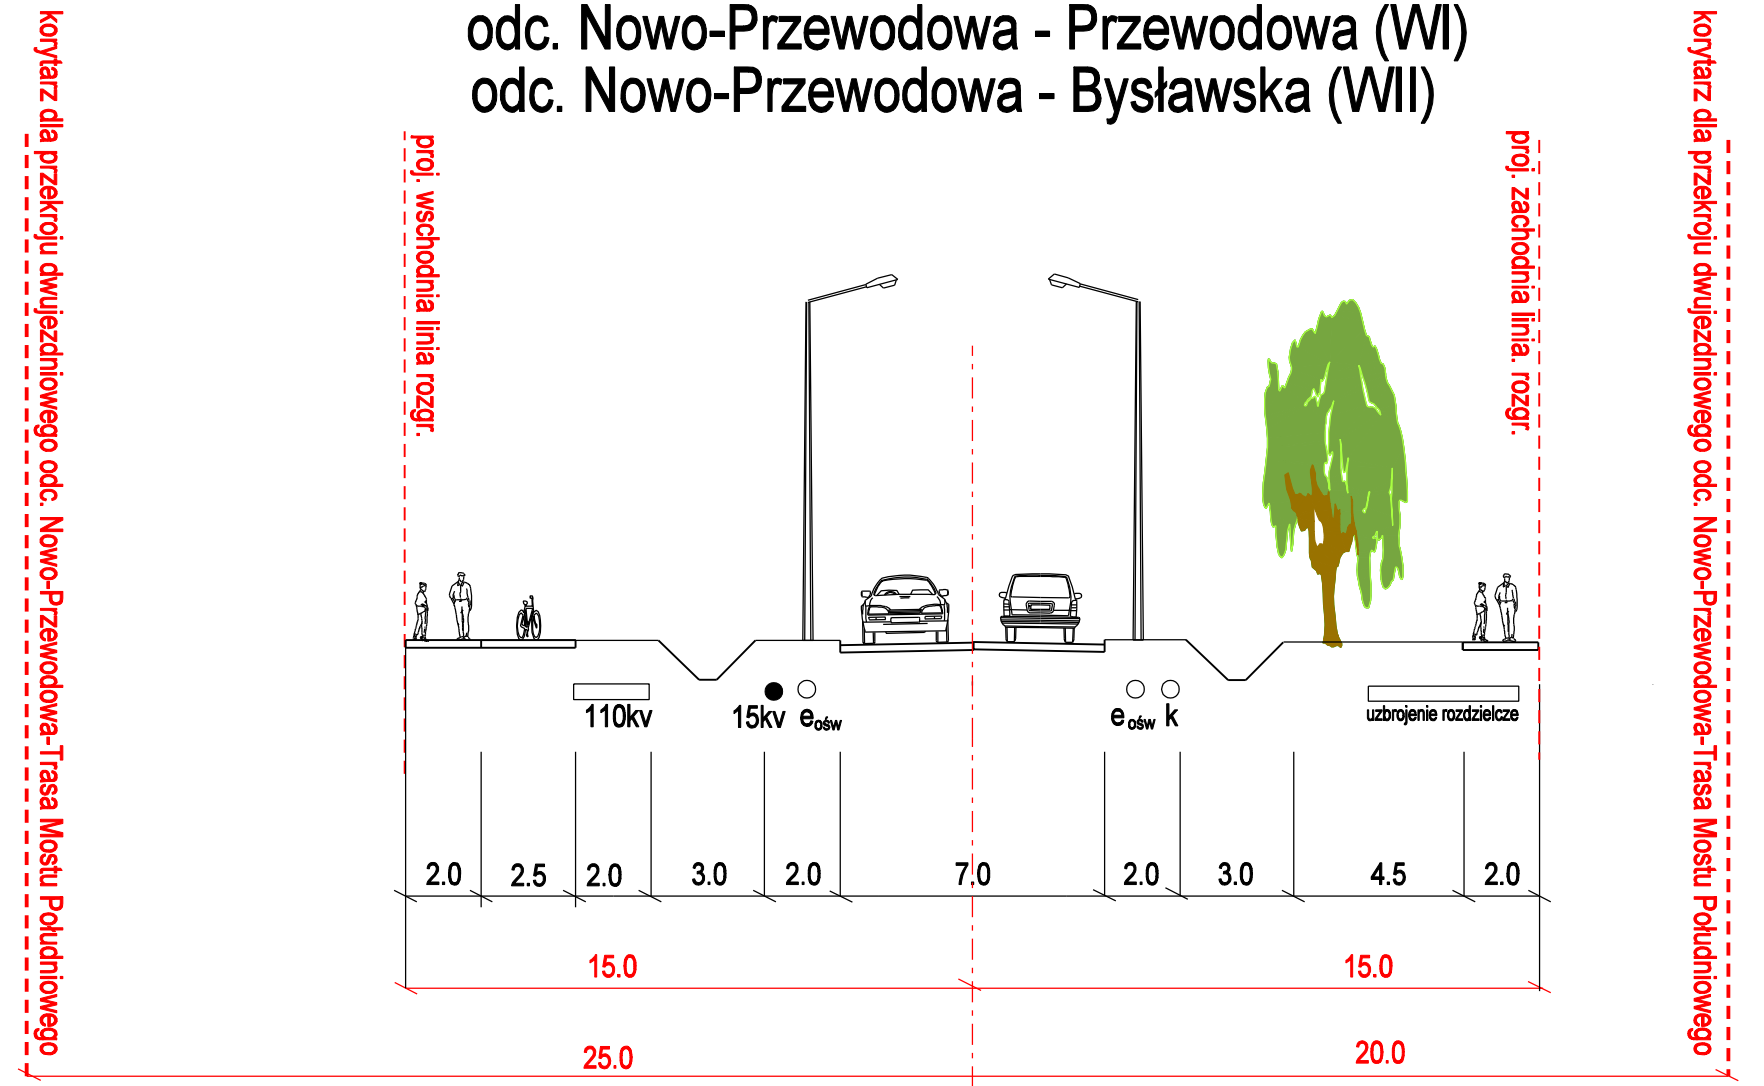 odc. Nowo-Przewodowa - Przewodowa (WI)
odc. Nowo-Przewodowa - Bysławska (WII)
korytarz dla przekroju dwujezdniowego odc. Nowo-Przewodowa-Trasa Mostu Południowego
proj. wschodnia linia rozgr.
proj. zachodnia linia. rozgr.
korytarz dla przekroju dwujezdniowego odc. Nowo-Przewodowa-Trasa Mostu Południowego
110kv 15kv eośw eośw k uzbrojenie rozdzielcze
2.0 2.5 2.0 3.0 2.0 7.0 2.0 3.0 4.5 2.0
15.0 15.0
25.0 20.0